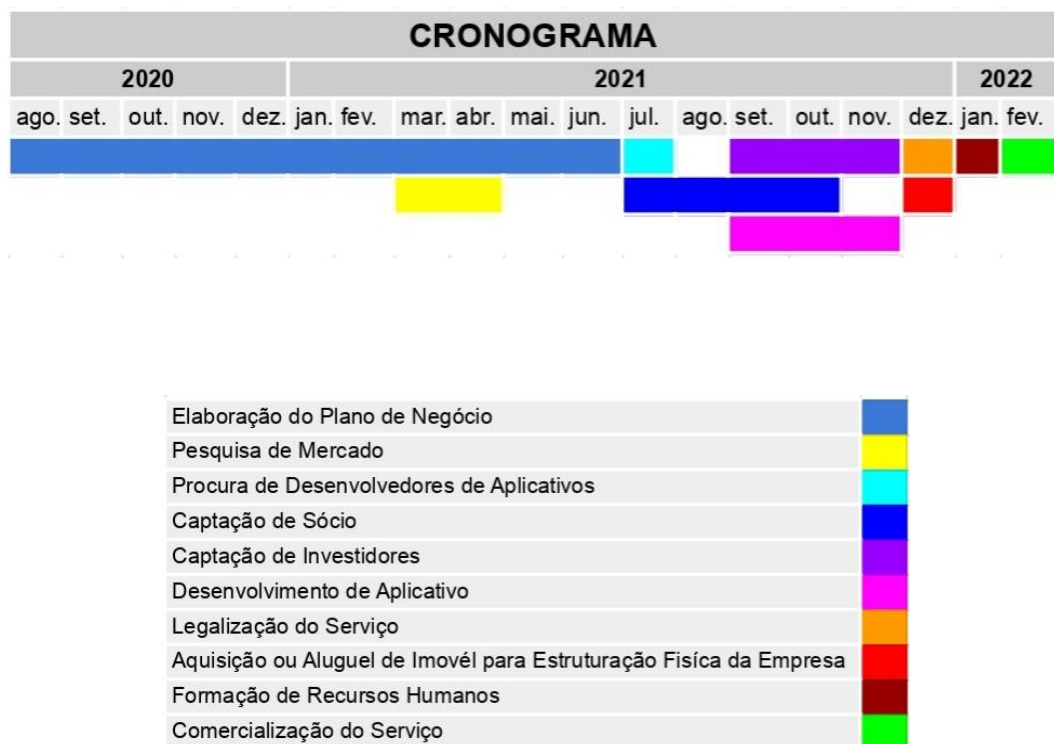 CRONOGRAMA
2020 2021 2022
ago. set. out. nov. dez. jan. fev. mar. abr. mai. jun. jul. ago. set. out. nov. dez. jan. fev.
Elaboração do Plano de Negócio
Pesquisa de Mercado
Procura de Desenvolvedores de Aplicativos
Captação de Sócio
Captação de Investidores
Desenvolvimento de Aplicativo
Legalização do Serviço
Aquisição ou Aluguel de Imovél para Estruturação Fisíca da Empresa
Formação de Recursos Humanos
Comercialização do Serviço